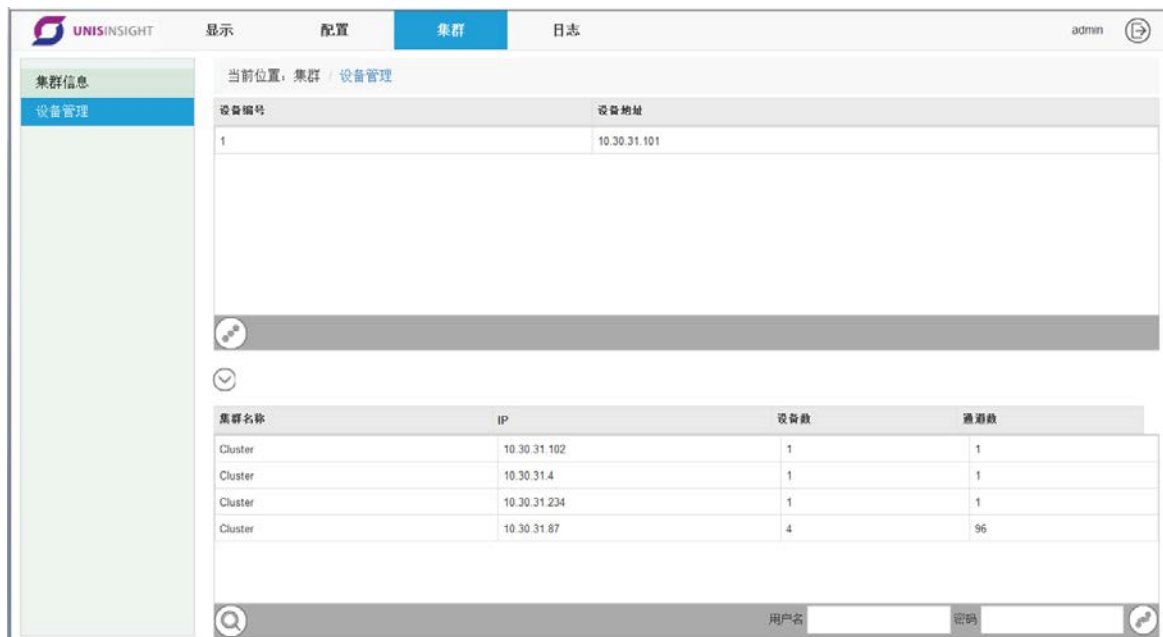 UNISINSIGHT 显示 配置 集群 日志 admin
集群信息
设备管理
当前位置：集群 / 设备管理
设备编号 设备地址
1 10.30.31.101
集群名称 IP 设备数 通道数
Cluster 10.30.31.102 1 1
Cluster 10.30.31.4 1 1
Cluster 10.30.31.234 1 1
Cluster 10.30.31.87 4 96
用户名 密码